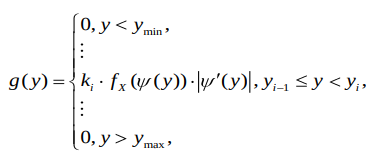 0, y < y_min,
⋮
g(y) = { k_i · f_X(ψ(y)) · |ψ′(y)|, y_{i−1} ≤ y < y_i,
⋮
0, y > y_max,